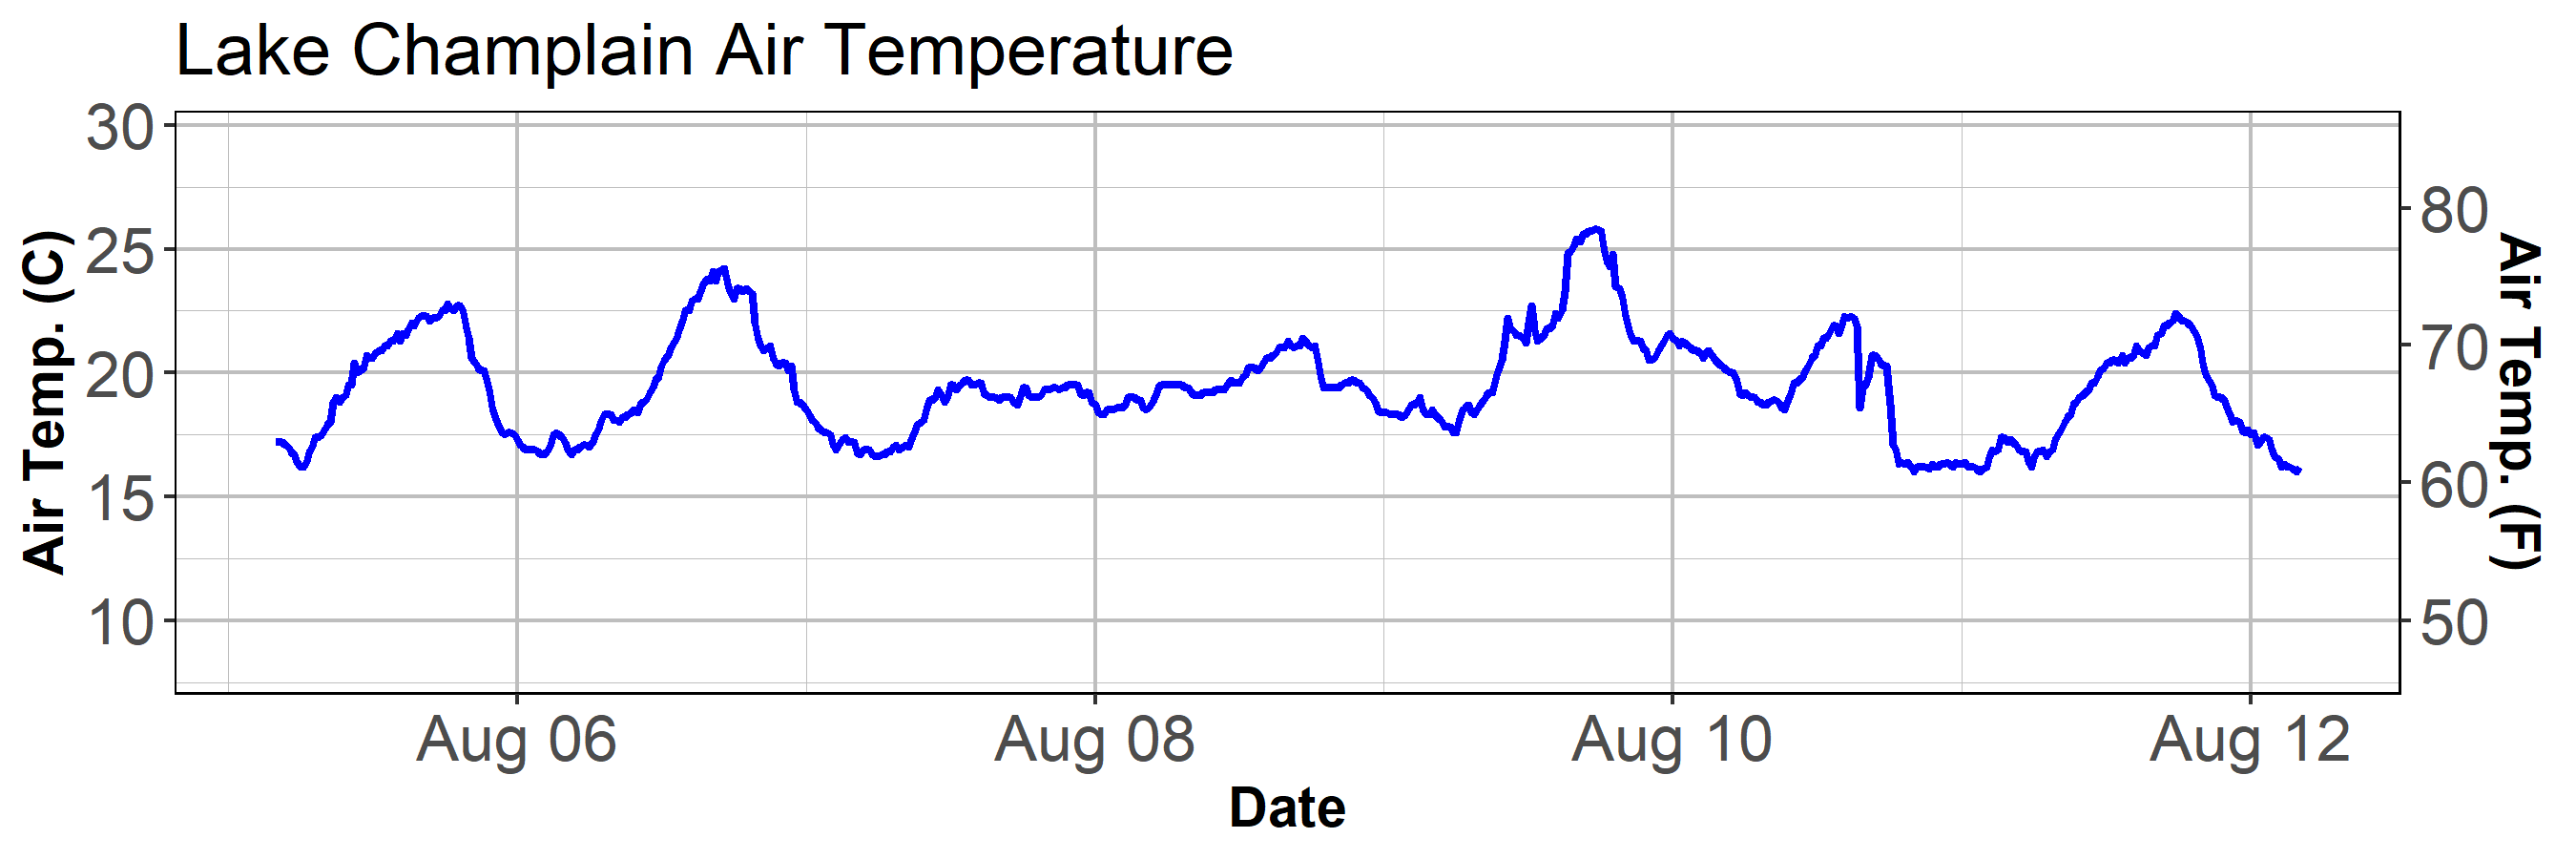 Lake Champlain Air Temperature
30
25
20
15
10
Air Temp. (C)
80
70
60
50
Air Temp. (F)
Aug 06
Aug 08
Aug 10
Aug 12
Date